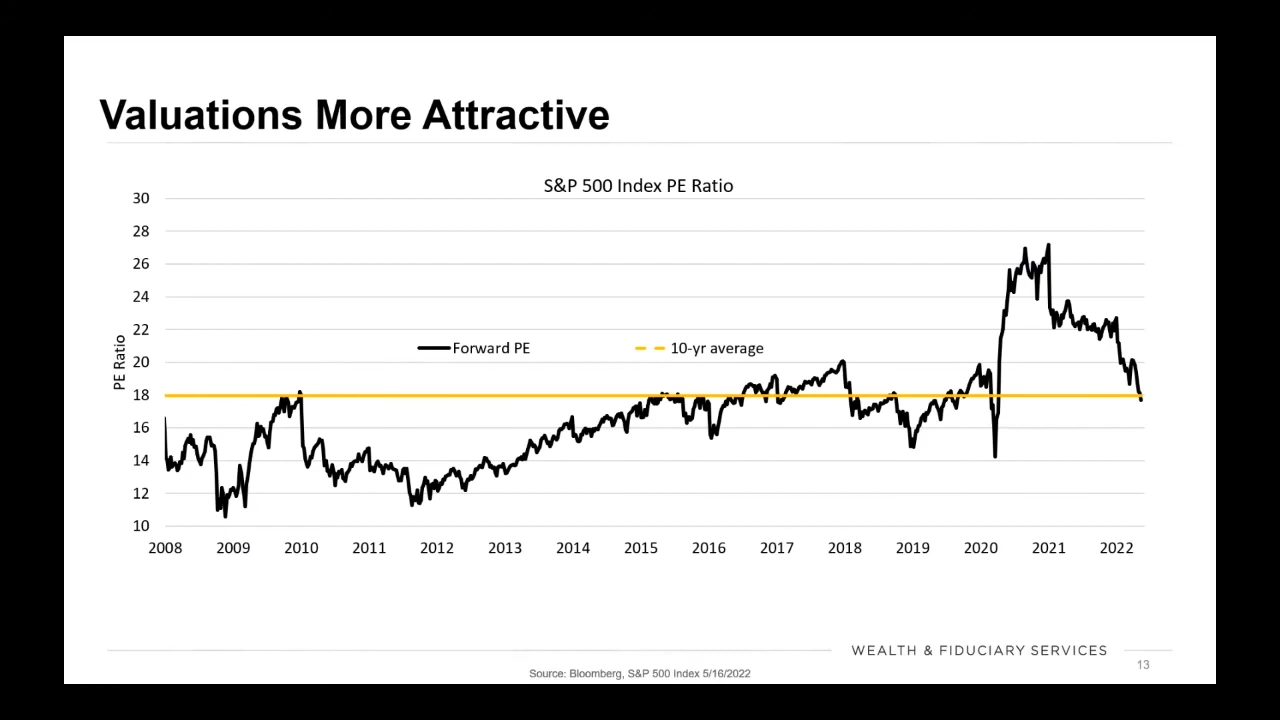 Valuations More Attractive
S&P 500 Index PE Ratio
30
28
26
24
22
20
18
16
14
12
10
PE Ratio
Forward PE
10-yr average
2008 2009 2010 2011 2012 2013 2014 2015 2016 2017 2018 2019 2020 2021 2022
WEALTH & FIDUCIARY SERVICES
13
Source: Bloomberg, S&P 500 Index 5/16/2022